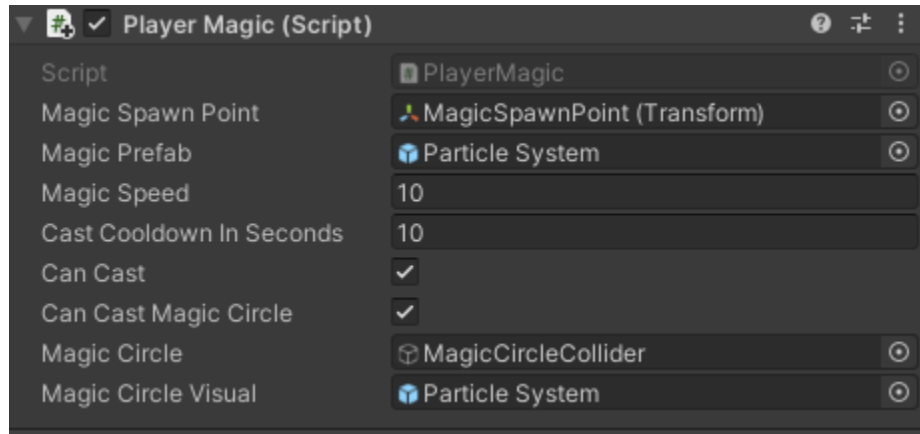 Player Magic (Script)
Script PlayerMagic
Magic Spawn Point MagicSpawnPoint (Transform)
Magic Prefab Particle System
Magic Speed 10
Cast Cooldown In Seconds 10
Can Cast
Can Cast Magic Circle
Magic Circle MagicCircleCollider
Magic Circle Visual Particle System